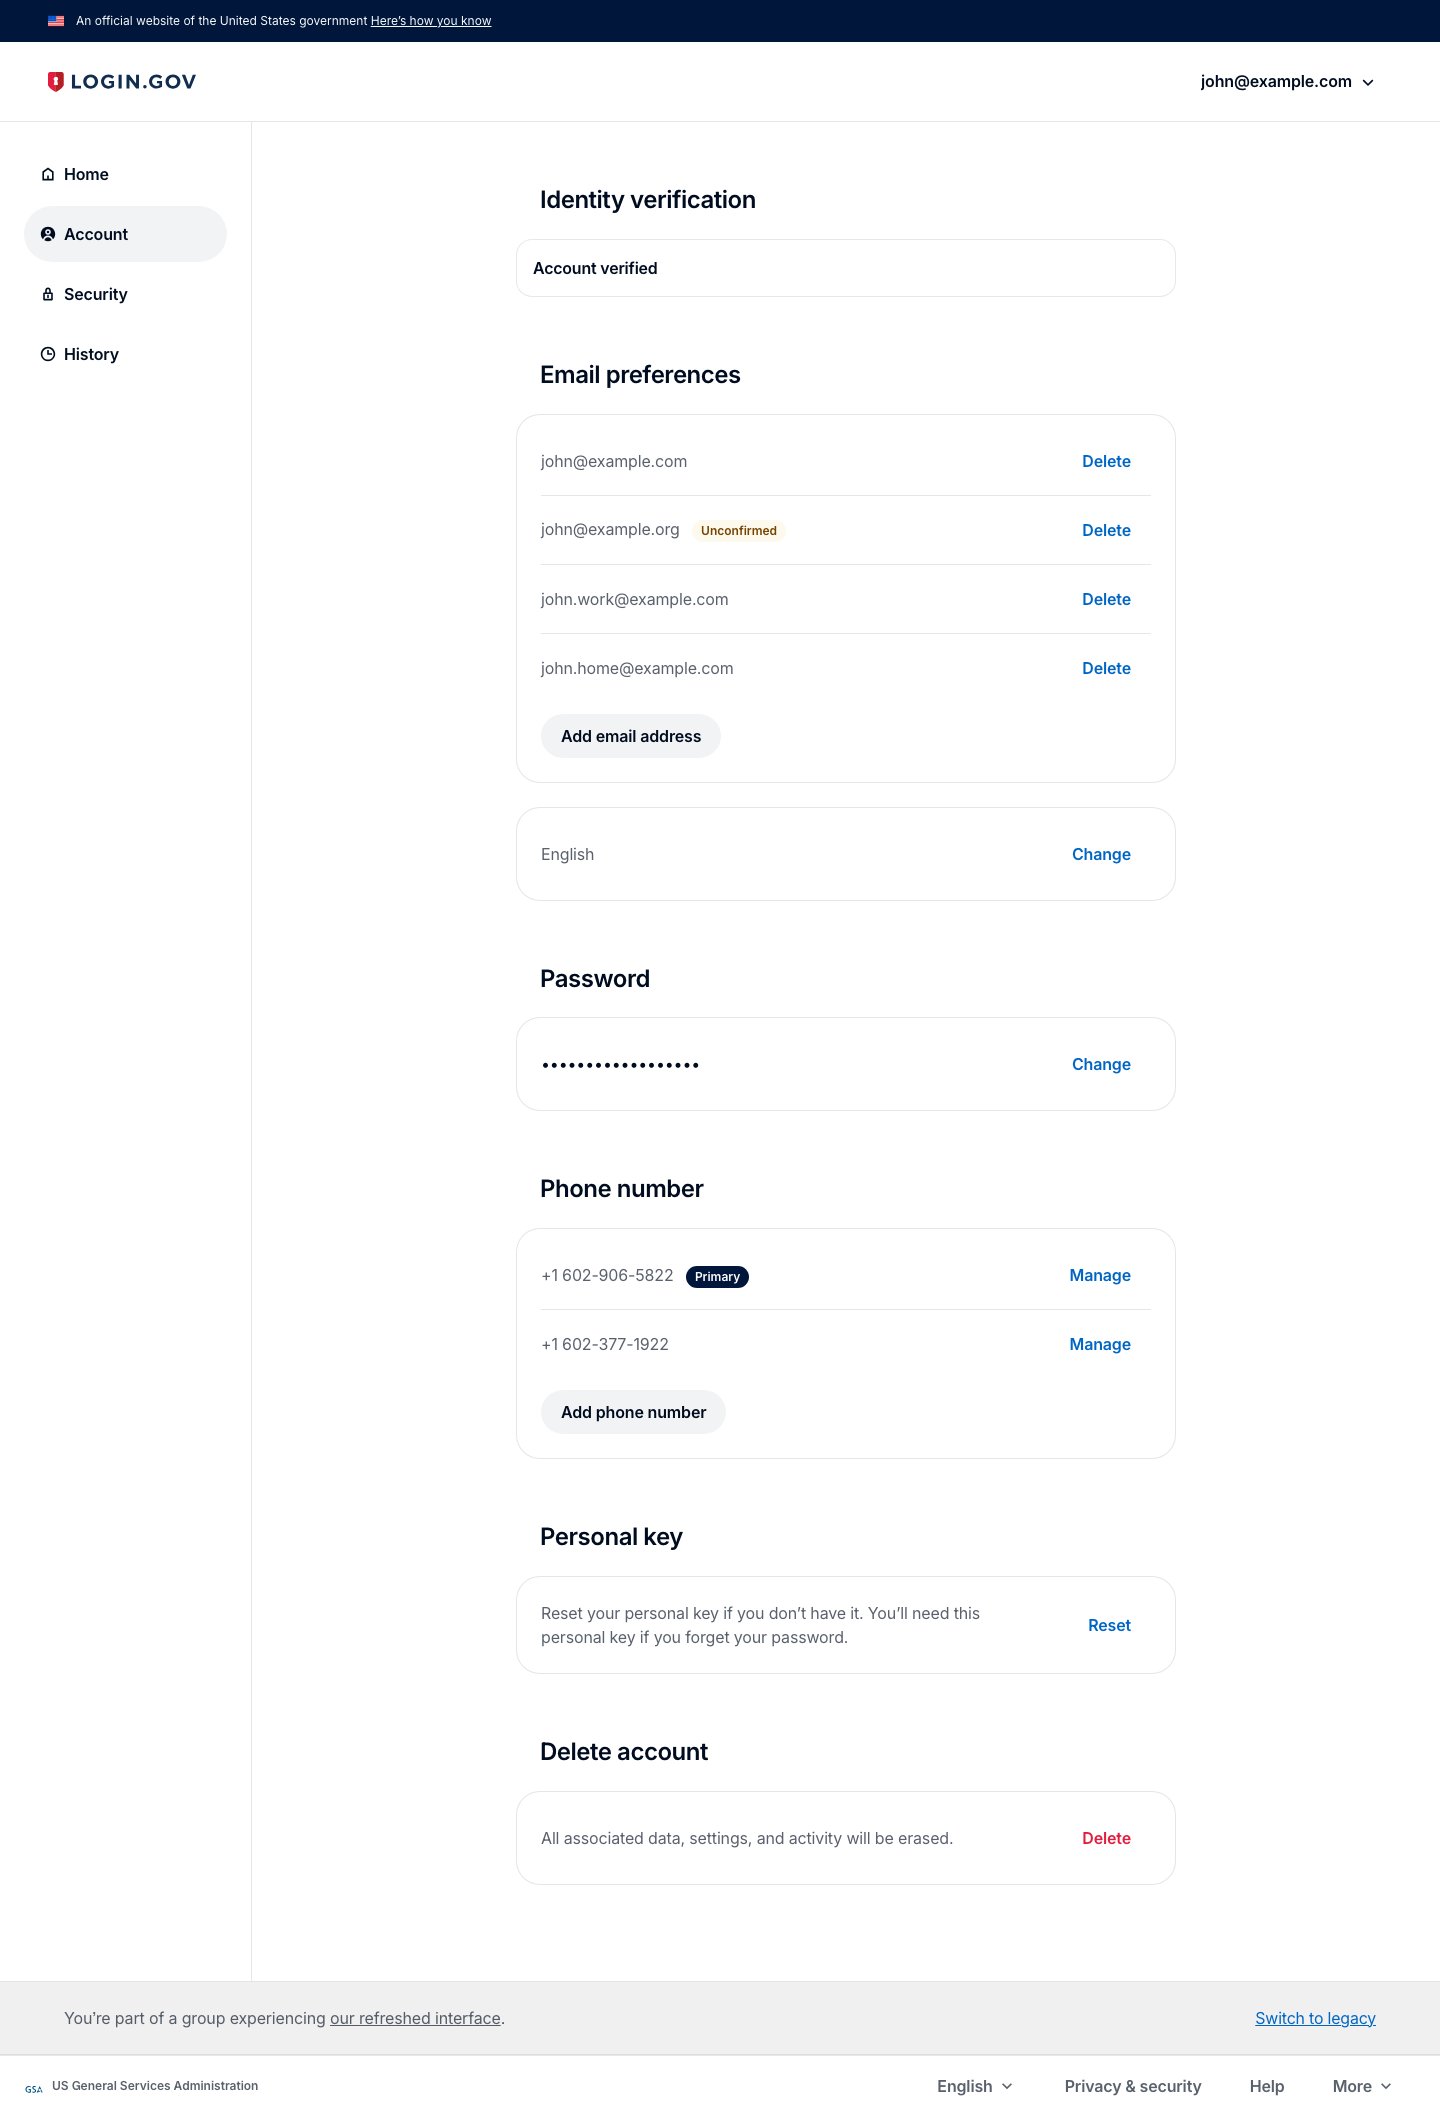 An official website of the United States government Here’s how you know
LOGIN.GOV
john@example.com
Home
Account
Security
History
Identity verification
Account verified
Email preferences
john@example.com Delete
john@example.org Unconfirmed Delete
john.work@example.com Delete
john.home@example.com Delete
Add email address
English Change
Password
•••••••••••••••••• Change
Phone number
+1 602-906-5822 Primary Manage
+1 602-377-1922 Manage
Add phone number
Personal key
Reset your personal key if you don’t have it. You’ll need this
personal key if you forget your password.
Reset
Delete account
All associated data, settings, and activity will be erased. Delete
You’re part of a group experiencing our refreshed interface. Switch to legacy
GSA US General Services Administration English Privacy & security Help More